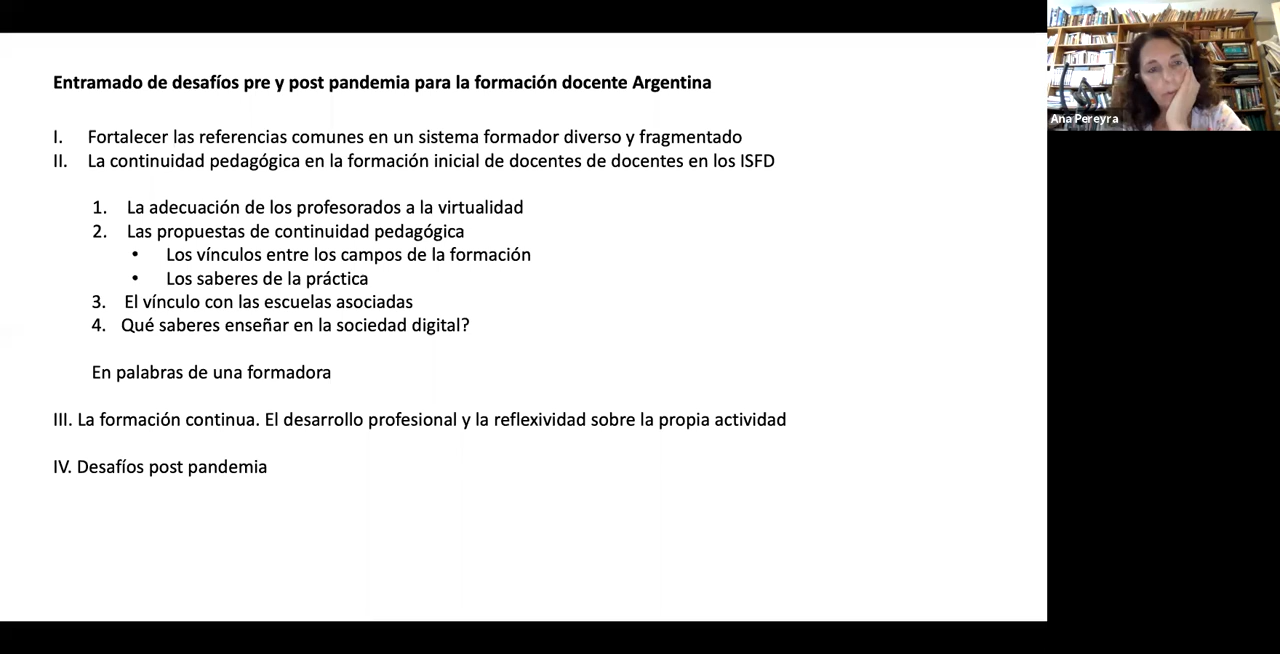 Entramado de desafíos pre y post pandemia para la formación docente Argentina
I. Fortalecer las referencias comunes en un sistema formador diverso y fragmentado
II. La continuidad pedagógica en la formación inicial de docentes de docentes en los ISFD
1. La adecuación de los profesorados a la virtualidad
2. Las propuestas de continuidad pedagógica
• Los vínculos entre los campos de la formación
• Los saberes de la práctica
3. El vínculo con las escuelas asociadas
4. Qué saberes enseñar en la sociedad digital?
En palabras de una formadora
III. La formación continua. El desarrollo profesional y la reflexividad sobre la propia actividad
IV. Desafíos post pandemia
Ana Pereyra